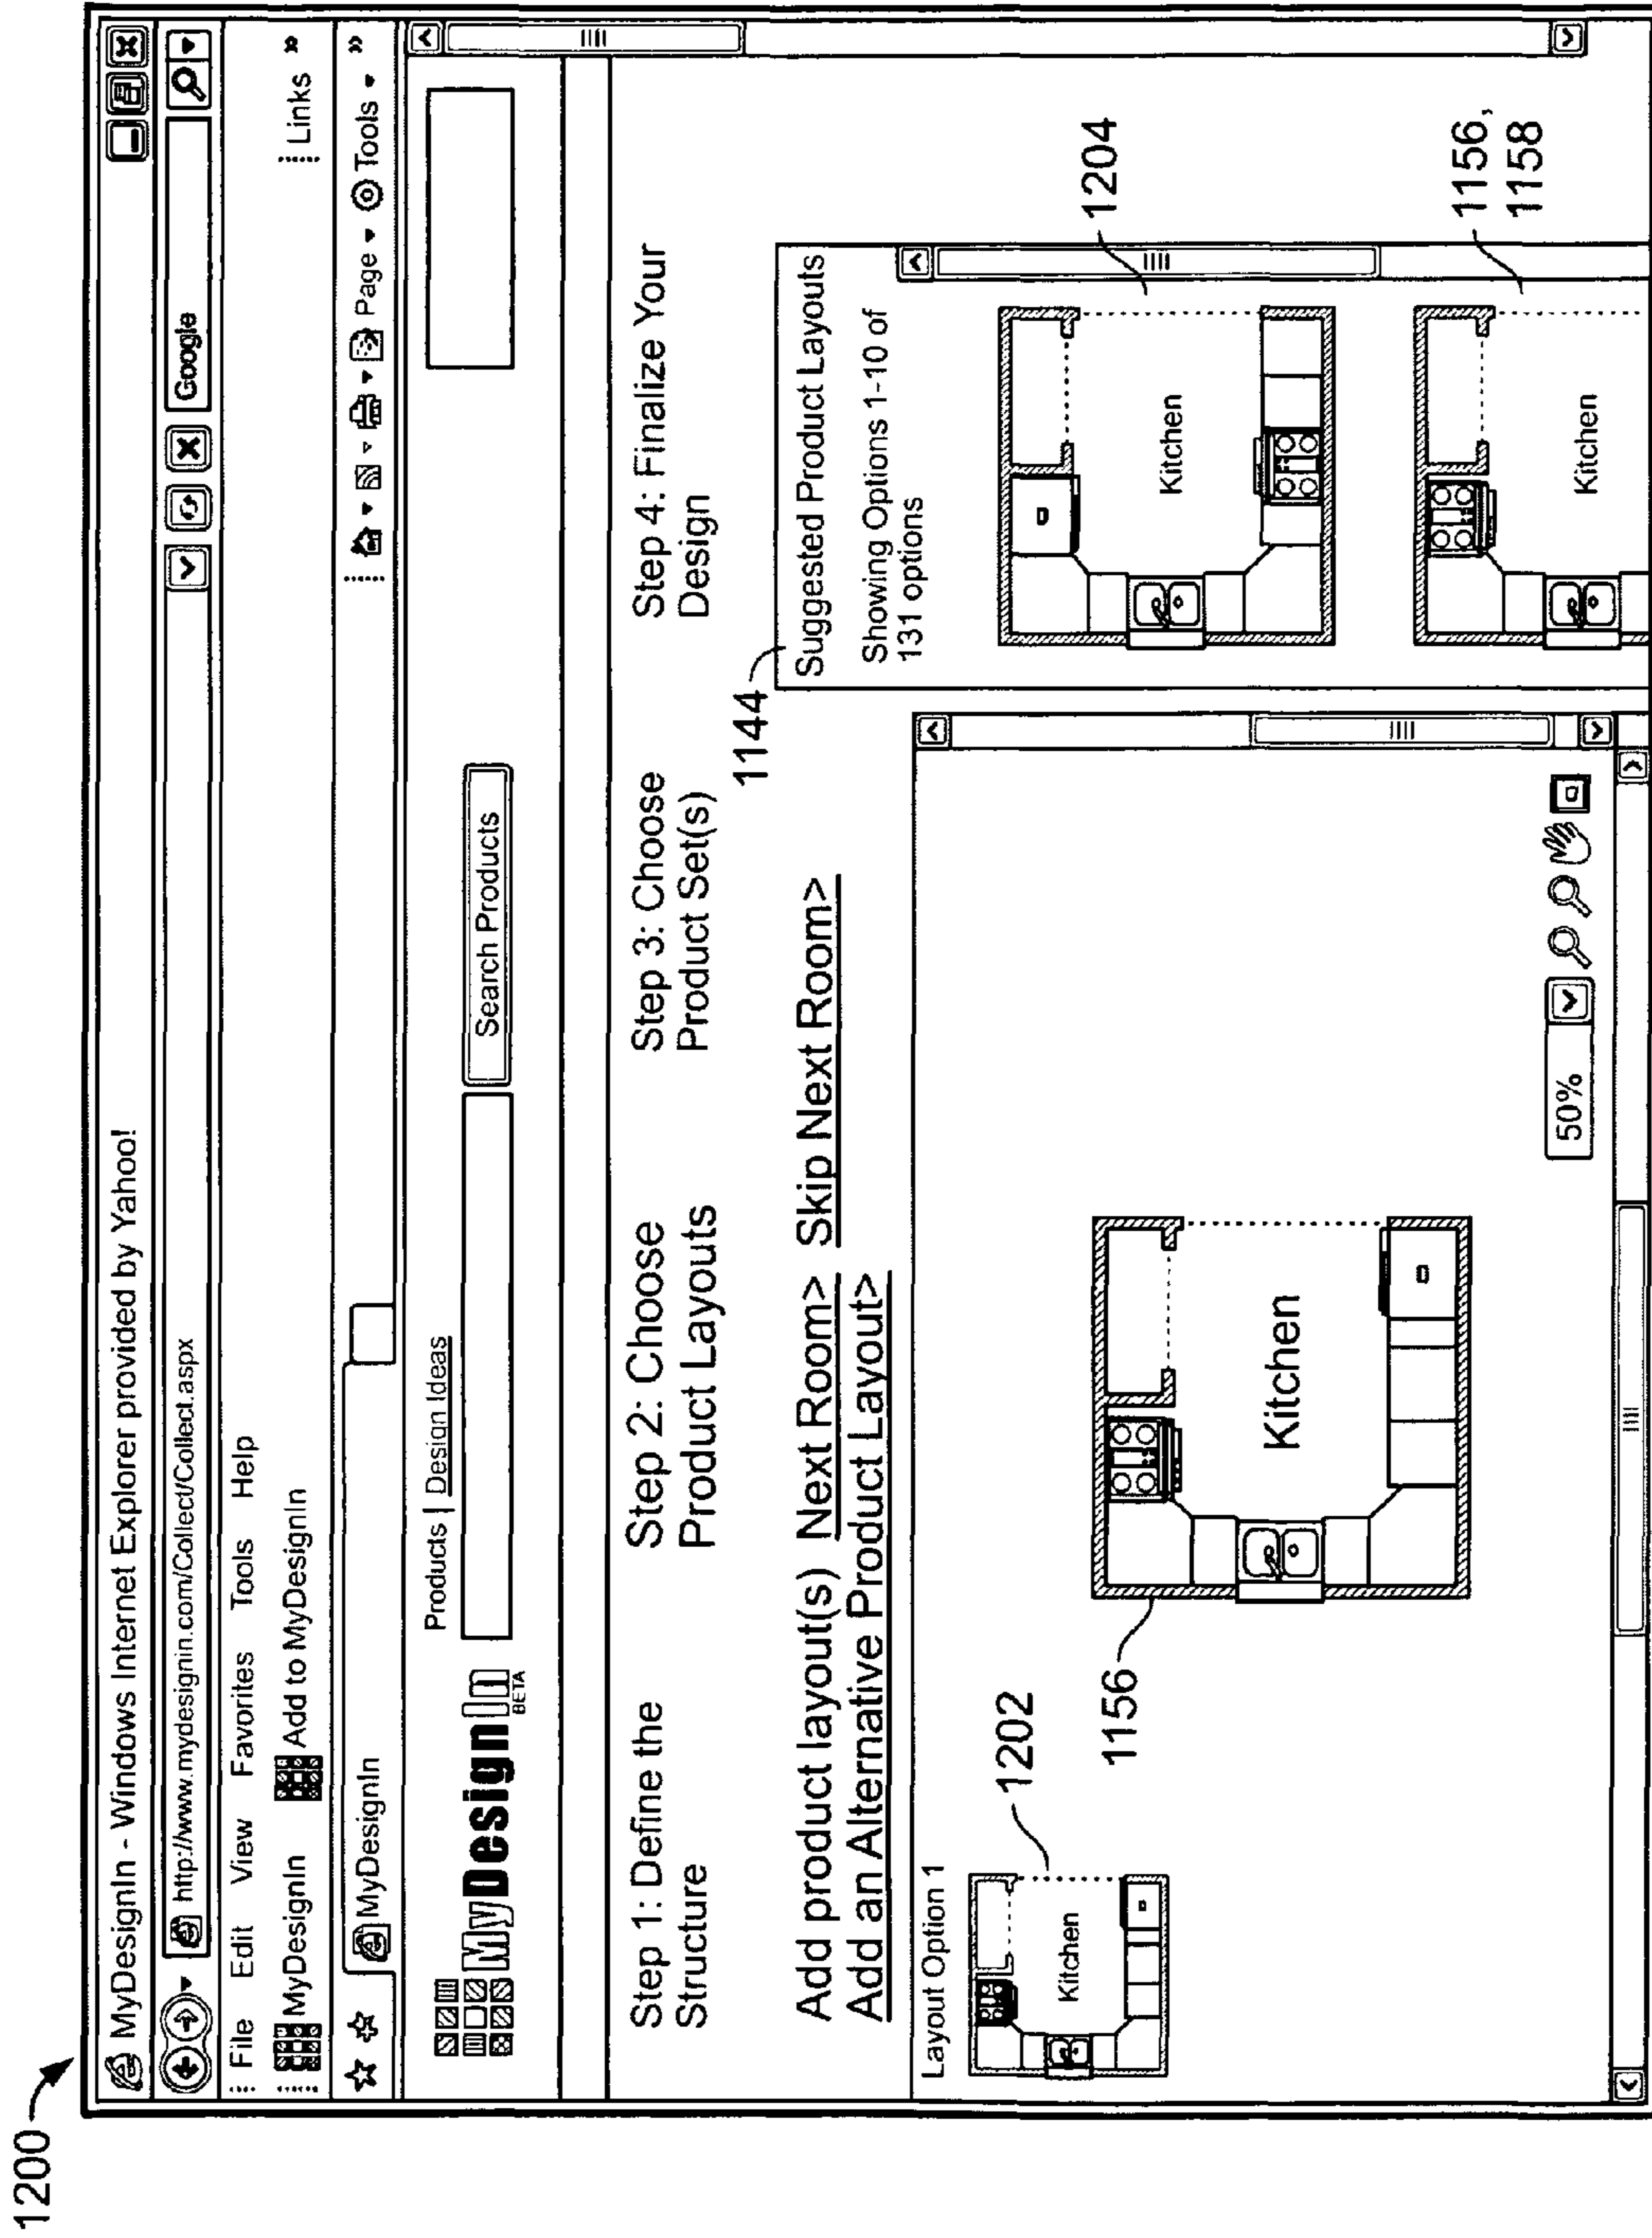 1200
MyDesignIn - Windows Internet Explorer provided by Yahoo!
http://www.mydesignin.com/Collect/Collect.aspx
Google
File Edit View Favorites Tools Help
MyDesignIn Add to MyDesignIn
Links »
MyDesignIn
Page Tools »
Products | Design Ideas
MyDesignIn
BETA
Search Products
Step 1: Define the
Structure
Step 2: Choose
Product Layouts
Step 3: Choose
Product Set(s)
Step 4: Finalize Your
Design
Add product layout(s) Next Room> Skip Next Room>
Add an Alternative Product Layout>
1144
Layout Option 1
Kitchen
1202
1156
Kitchen
50%
Suggested Product Layouts
Showing Options 1-10 of
131 options
Kitchen
1204
Kitchen
1156,
1158